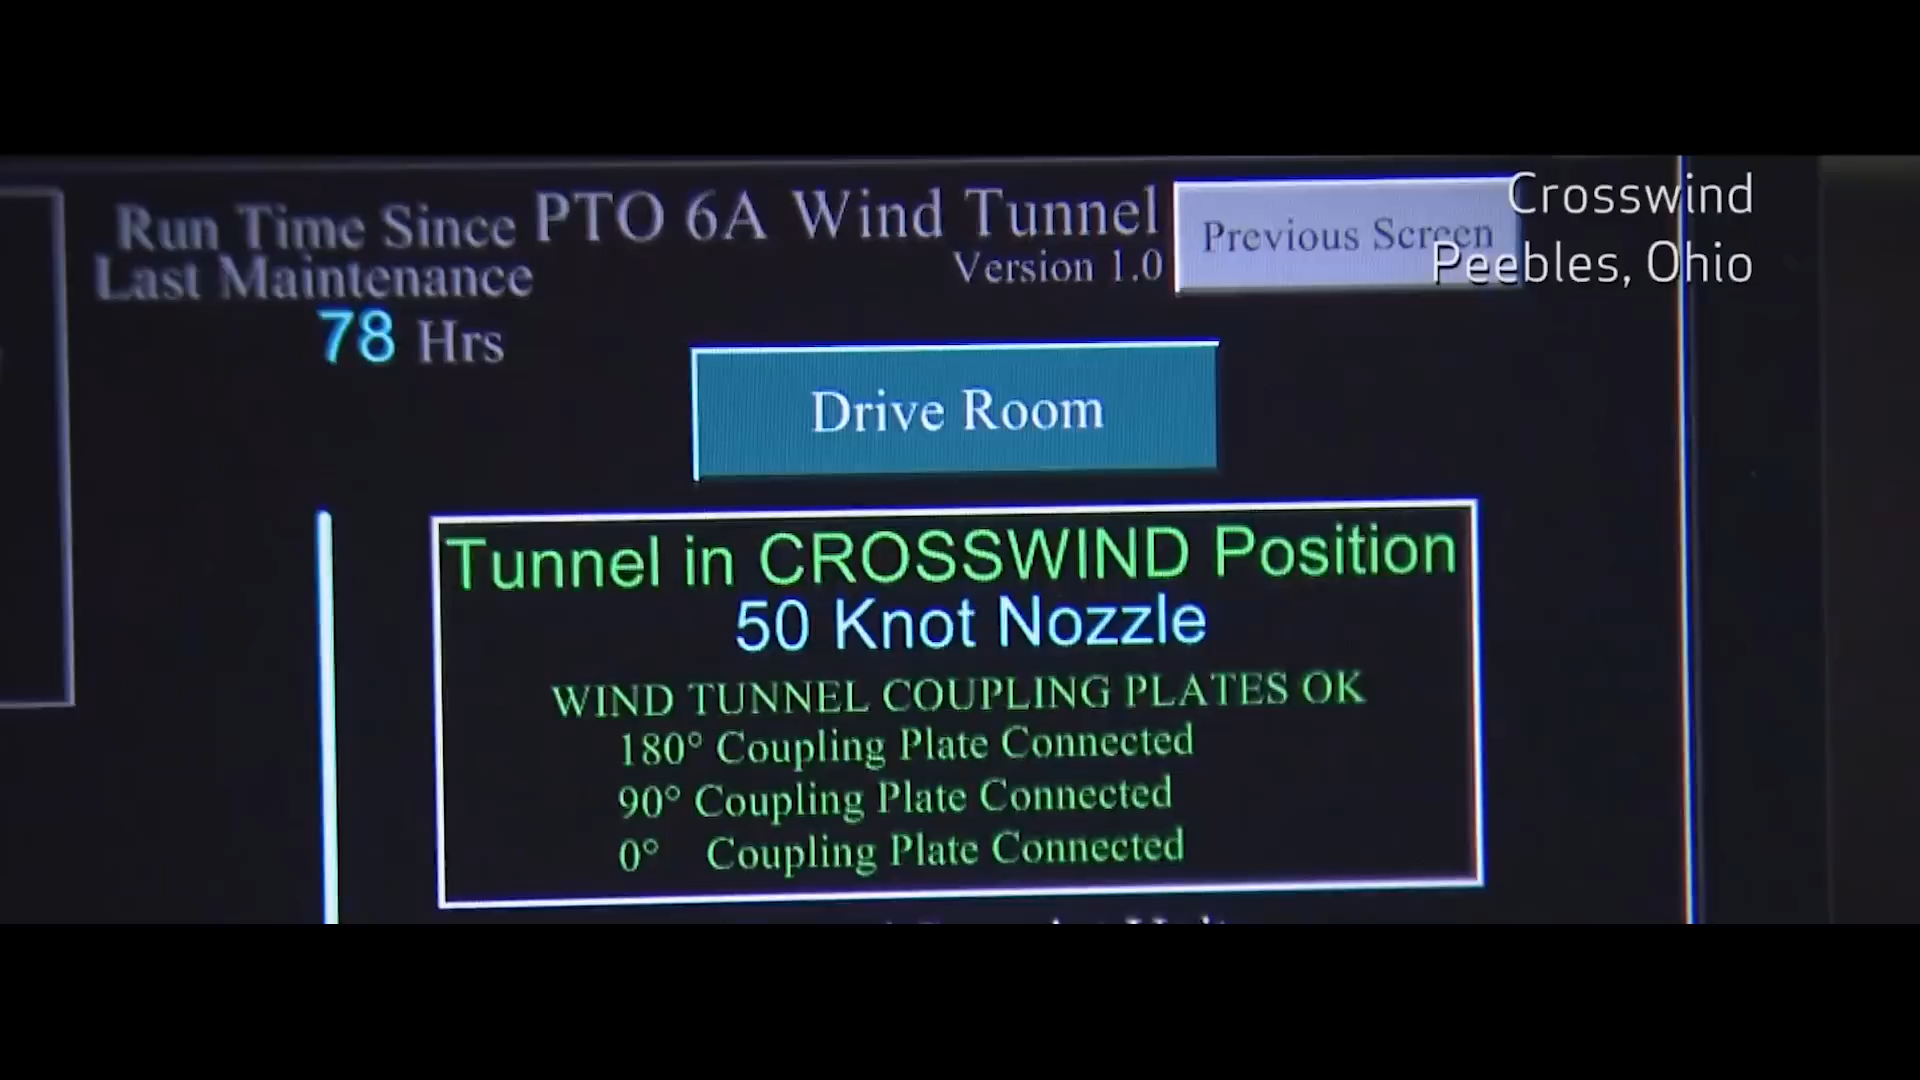 Run Time Since
Last Maintenance
78 Hrs
PTO 6A Wind Tunnel
Version 1.0
Previous Screen
Crosswind
Peebles, Ohio
Drive Room
Tunnel in CROSSWIND Position
50 Knot Nozzle
WIND TUNNEL COUPLING PLATES OK
180° Coupling Plate Connected
90° Coupling Plate Connected
0° Coupling Plate Connected